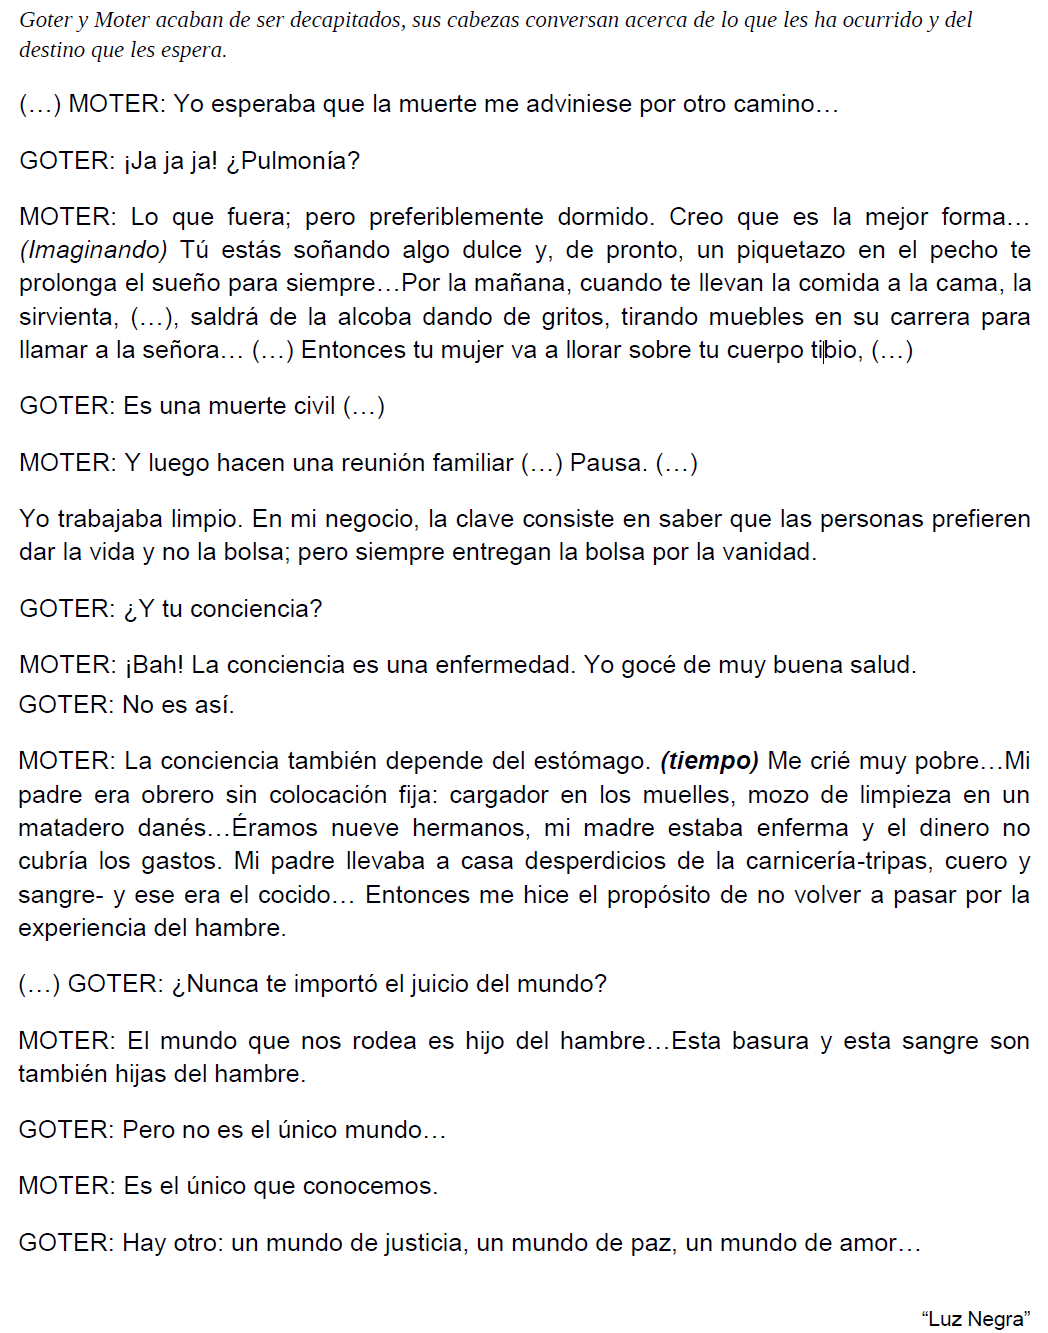 Goter y Moter acaban de ser decapitados, sus cabezas conversan acerca de lo que les ha ocurrido y del
destino que les espera.
(…) MOTER: Yo esperaba que la muerte me adviniese por otro camino…
GOTER: ¡Ja ja ja! ¿Pulmonía?
MOTER: Lo que fuera; pero preferiblemente dormido. Creo que es la mejor forma…
(Imaginando) Tú estás soñando algo dulce y, de pronto, un piquetazo en el pecho te
prolonga el sueño para siempre…Por la mañana, cuando te llevan la comida a la cama, la
sirvienta, (…), saldrá de la alcoba dando de gritos, tirando muebles en su carrera para
llamar a la señora… (…) Entonces tu mujer va a llorar sobre tu cuerpo tibio, (…)
GOTER: Es una muerte civil (…)
MOTER: Y luego hacen una reunión familiar (…) Pausa. (…)
Yo trabajaba limpio. En mi negocio, la clave consiste en saber que las personas prefieren
dar la vida y no la bolsa; pero siempre entregan la bolsa por la vanidad.
GOTER: ¿Y tu conciencia?
MOTER: ¡Bah! La conciencia es una enfermedad. Yo gocé de muy buena salud.
GOTER: No es así.
MOTER: La conciencia también depende del estómago. (tiempo) Me crié muy pobre…Mi
padre era obrero sin colocación fija: cargador en los muelles, mozo de limpieza en un
matadero danés…Éramos nueve hermanos, mi madre estaba enferma y el dinero no
cubría los gastos. Mi padre llevaba a casa desperdicios de la carnicería-tripas, cuero y
sangre- y ese era el cocido… Entonces me hice el propósito de no volver a pasar por la
experiencia del hambre.
(…) GOTER: ¿Nunca te importó el juicio del mundo?
MOTER: El mundo que nos rodea es hijo del hambre…Esta basura y esta sangre son
también hijas del hambre.
GOTER: Pero no es el único mundo…
MOTER: Es el único que conocemos.
GOTER: Hay otro: un mundo de justicia, un mundo de paz, un mundo de amor…
“Luz Negra”